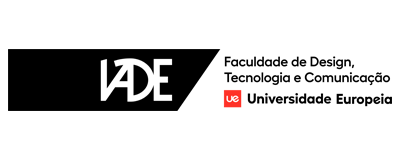 IADE
Faculdade de Design,
Tecnologia e Comunicação
ue Universidade Europeia